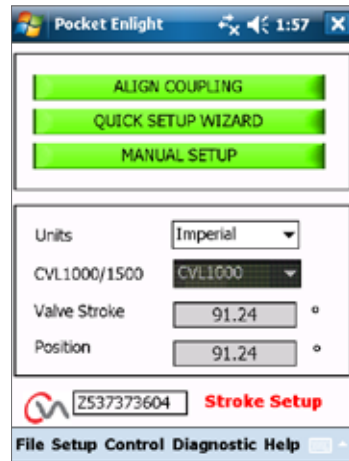 Pocket Enlight 1:57
ALIGN COUPLING
QUICK SETUP WIZARD
MANUAL SETUP
Units Imperial
CVL1000/1500 CVL1000
Valve Stroke 91.24 °
Position 91.24 °
Z537373604 Stroke Setup
File Setup Control Diagnostic Help